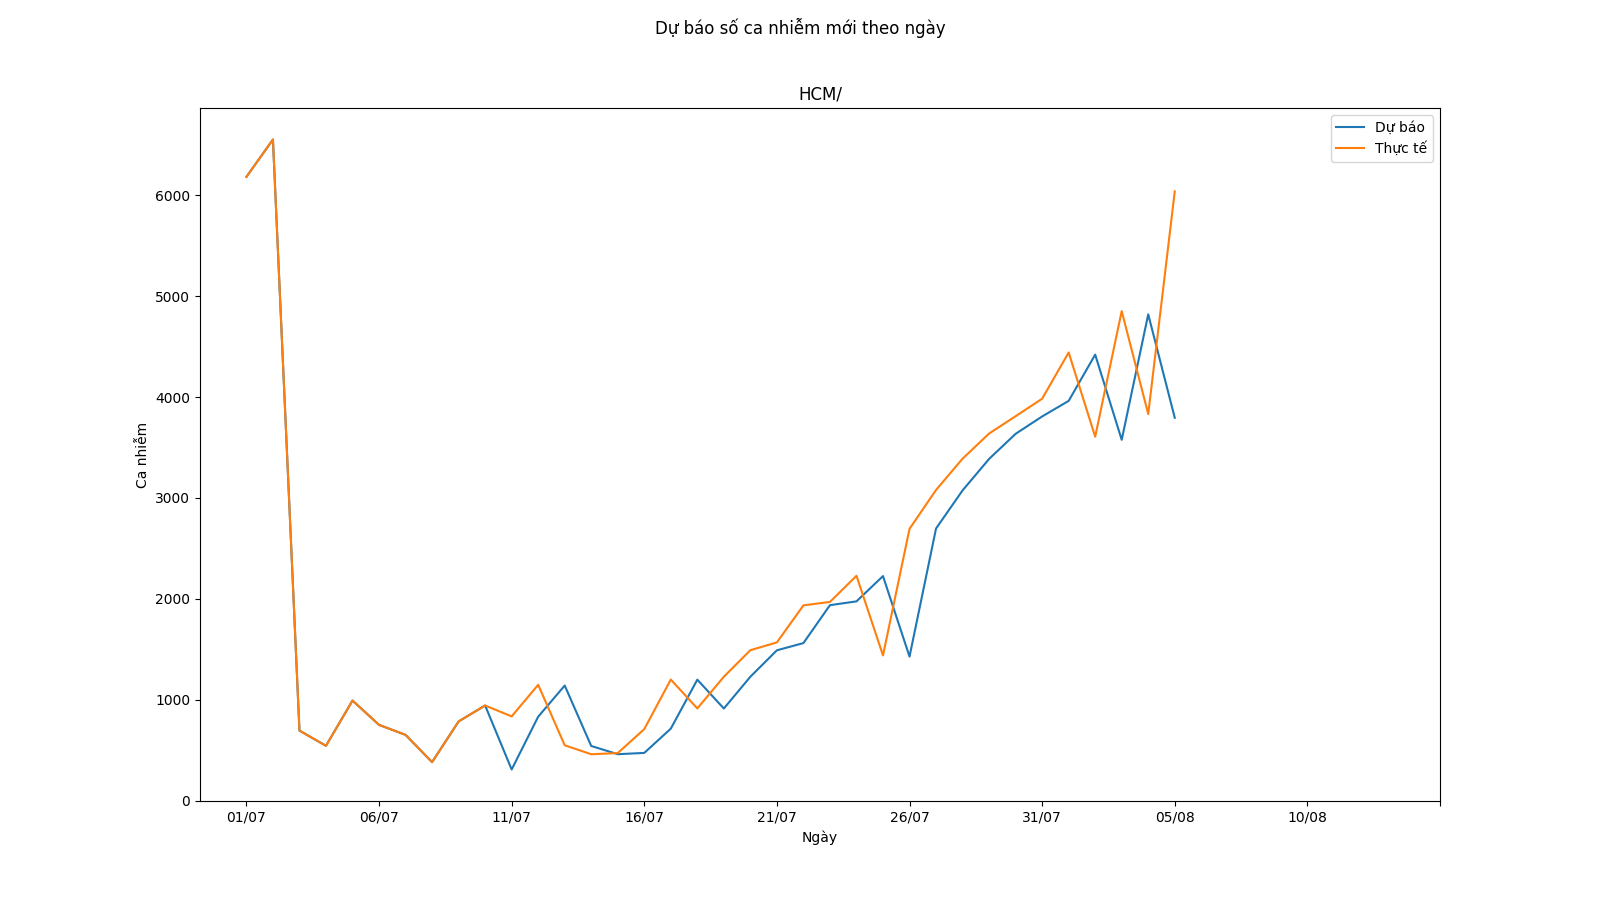 Dự báo số ca nhiễm mới theo ngày
HCM/
Dự báo
Thực tế
6000
5000
4000
3000
2000
1000
0
Ca nhiễm
01/07 06/07 11/07 16/07 21/07 26/07 31/07 05/08 10/08
Ngày